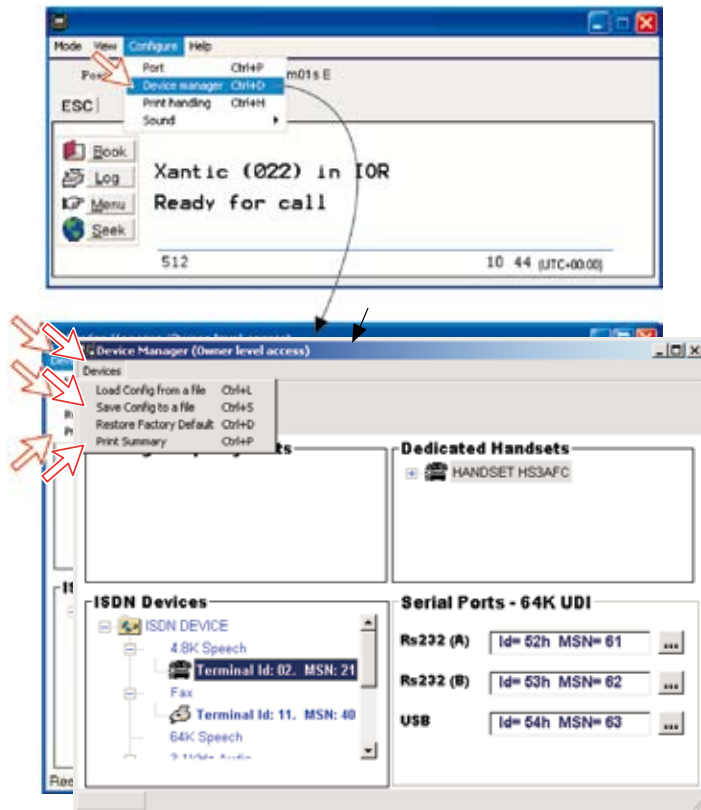 Mode View Configure Help
Port Ctrl+P
m01s E
Device manager Ctrl+D
ESC
Print handling Ctrl+H
Sound
Book
Log
Menu
Seek
Xantic (022) in IOR
Ready for call
512 10 44 (UTC+00:00)
Device Manager (Owner level access)
Devices
Load Config from a file Ctrl+L
Save Config to a file Ctrl+S
Restore Factory Default Ctrl+D
Print Summary Ctrl+P
Dedicated Handsets
HANDSET HS3AFC
ISDN Devices
ISDN DEVICE
4.8K Speech
Terminal Id: 02. MSN: 21
Fax
Terminal Id: 11. MSN: 40
64K Speech
3.1KHz Audio
Serial Ports - 64K UDI
Rs232 (A) Id= 52h MSN= 61 ...
Rs232 (B) Id= 53h MSN= 62 ...
USB Id= 54h MSN= 63 ...